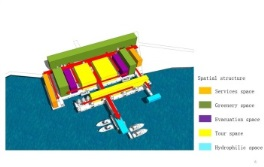 Spatial structure
Services space
Greenery space
Evacuation space
Tour space
Hydrophilic space